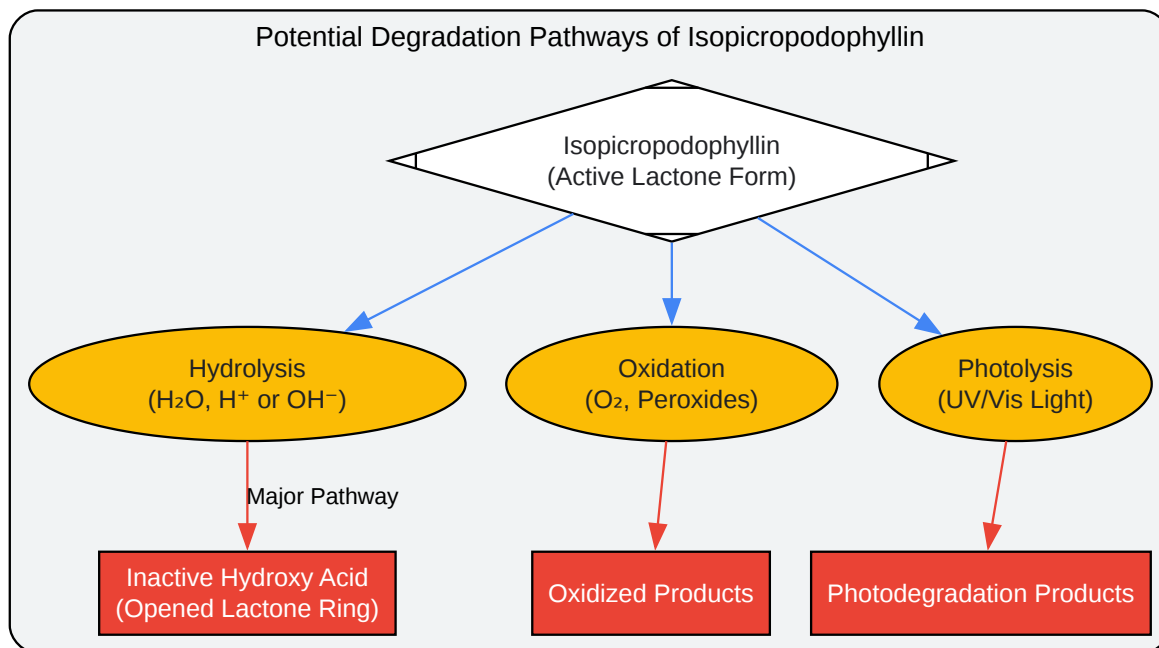 Potential Degradation Pathways of Isopicropodophyllin
Isopicropodophyllin
(Active Lactone Form)
Hydrolysis
(H₂O, H⁺ or OH⁻)
Oxidation
(O₂, Peroxides)
Photolysis
(UV/Vis Light)
Major Pathway
Inactive Hydroxy Acid
(Opened Lactone Ring)
Oxidized Products
Photodegradation Products